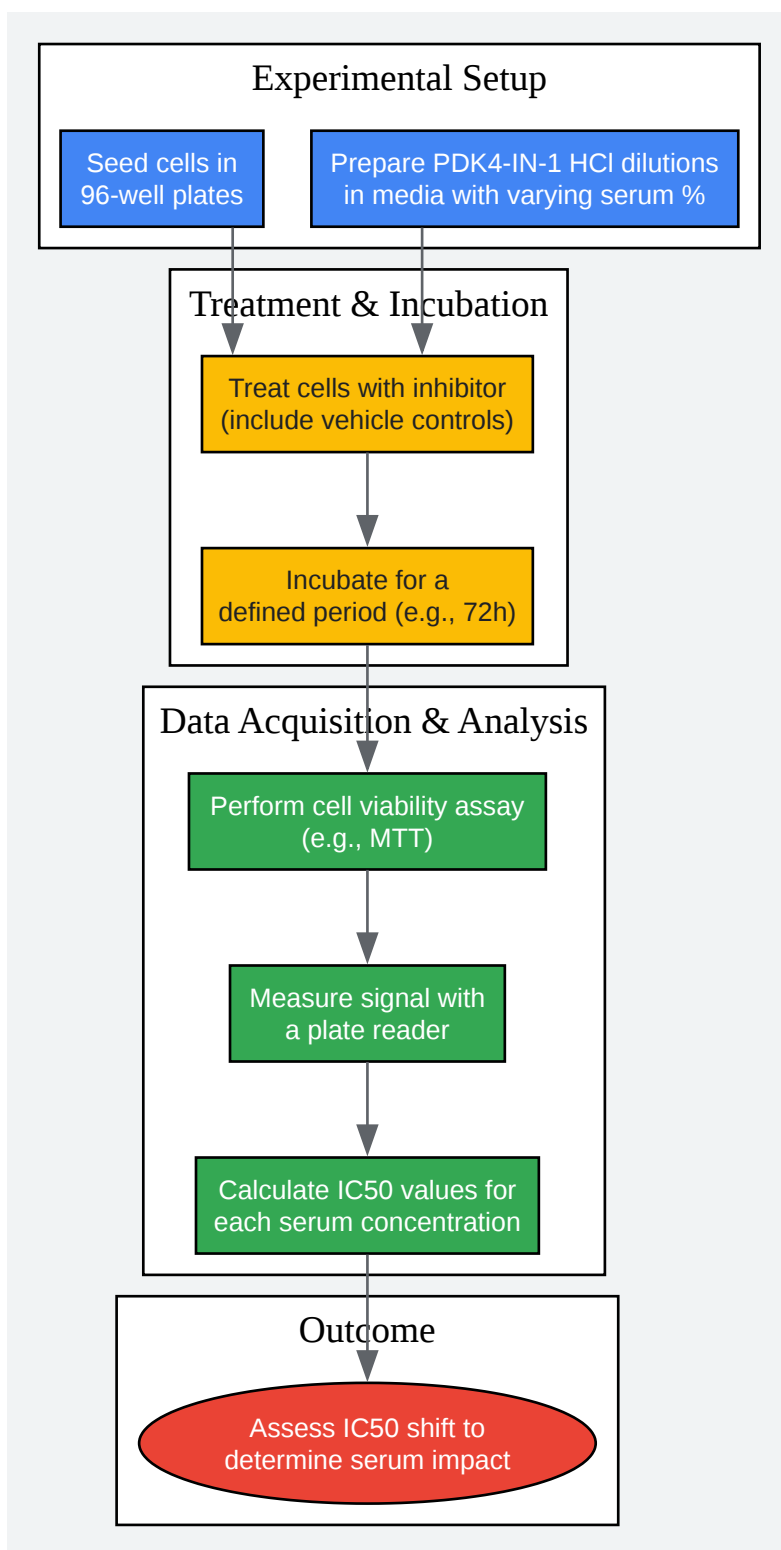 Experimental Setup
Seed cells in
96-well plates
Prepare PDK4-IN-1 HCl dilutions
in media with varying serum %
Treatment & Incubation
Treat cells with inhibitor
(include vehicle controls)
Incubate for a
defined period (e.g., 72h)
Data Acquisition & Analysis
Perform cell viability assay
(e.g., MTT)
Measure signal with
a plate reader
Calculate IC50 values for
each serum concentration
Outcome
Assess IC50 shift to
determine serum impact